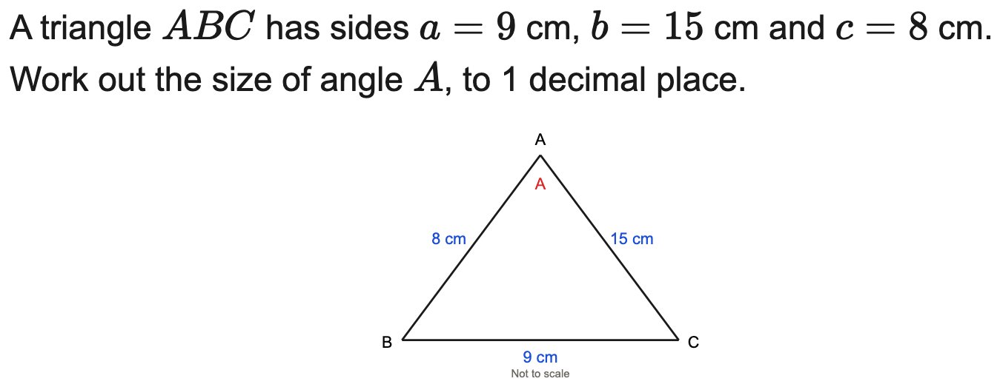 A triangle ABC has sides a = 9 cm, b = 15 cm and c = 8 cm.
Work out the size of angle A, to 1 decimal place.
A
A
8 cm
15 cm
B
C
9 cm
Not to scale